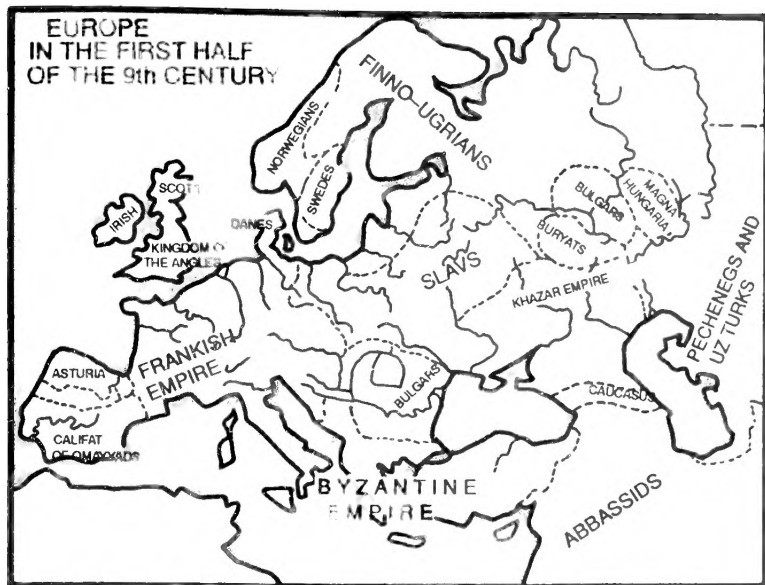 EUROPE
IN THE FIRST HALF
OF THE 9th CENTURY
FINNO-UGRIANS
NORWEGIANS
SWEDES
SCOTT
IRISH
DANES
KINGDOM O
THE ANGLES
BULGARS
MAGNA
HUNGARIA
BURYATS
SLAVS
KHAZAR EMPIRE
PECHENEGS AND
UZ TURKS
FRANKISH
EMPIRE
ASTURIA
BULGARS
CAUCASUS
CALIFAT
OF OMAYYADS
BYZANTINE
EMPIRE
ABBASSIDS